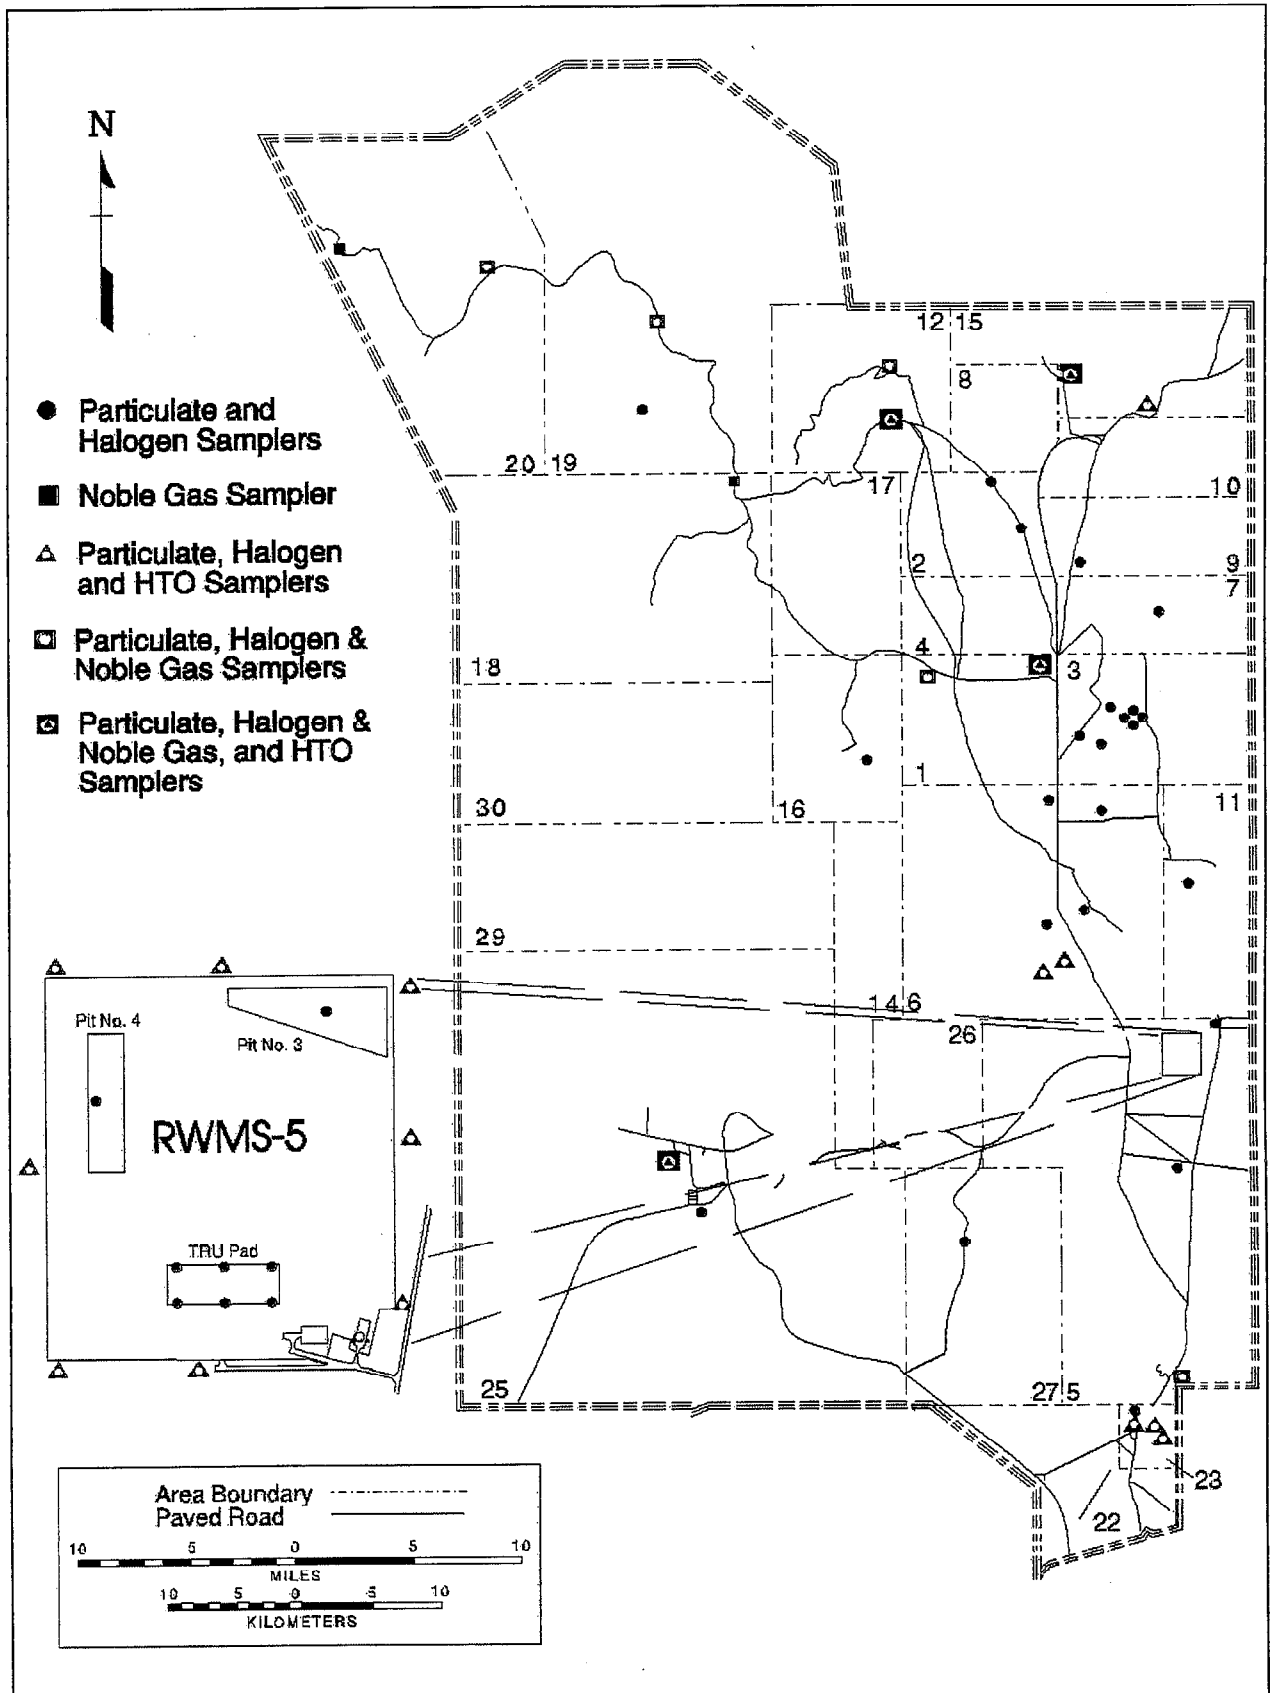 N
Particulate and
Halogen Samplers
Noble Gas Sampler
Particulate, Halogen
and HTO Samplers
Particulate, Halogen &
Noble Gas Samplers
Particulate, Halogen &
Noble Gas, and HTO
Samplers
12 15
8
20 19
17
10
2
9
7
18
4
3
1
30
16
11
29
14 6
26
Pit No. 4
Pit No. 3
RWMS-5
TRU Pad
25
27 5
23
22
Area Boundary
Paved Road
10 5 0 5 10
MILES
10 5 0 5 10
KILOMETERS